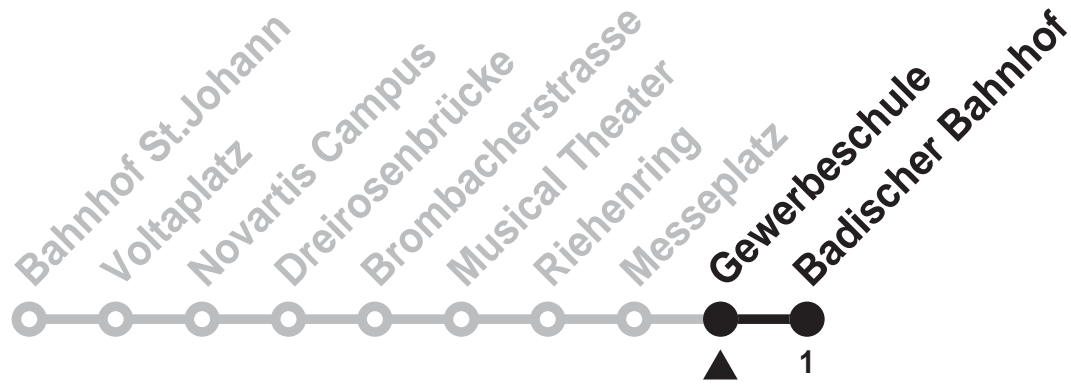 Bahnhof St.Johann
Voltaplatz
Novartis Campus
Dreirosenbrücke
Brombacherstrasse
Musical Theater
Riehenring
Messeplatz
Gewerbeschule
Badischer Bahnhof
1